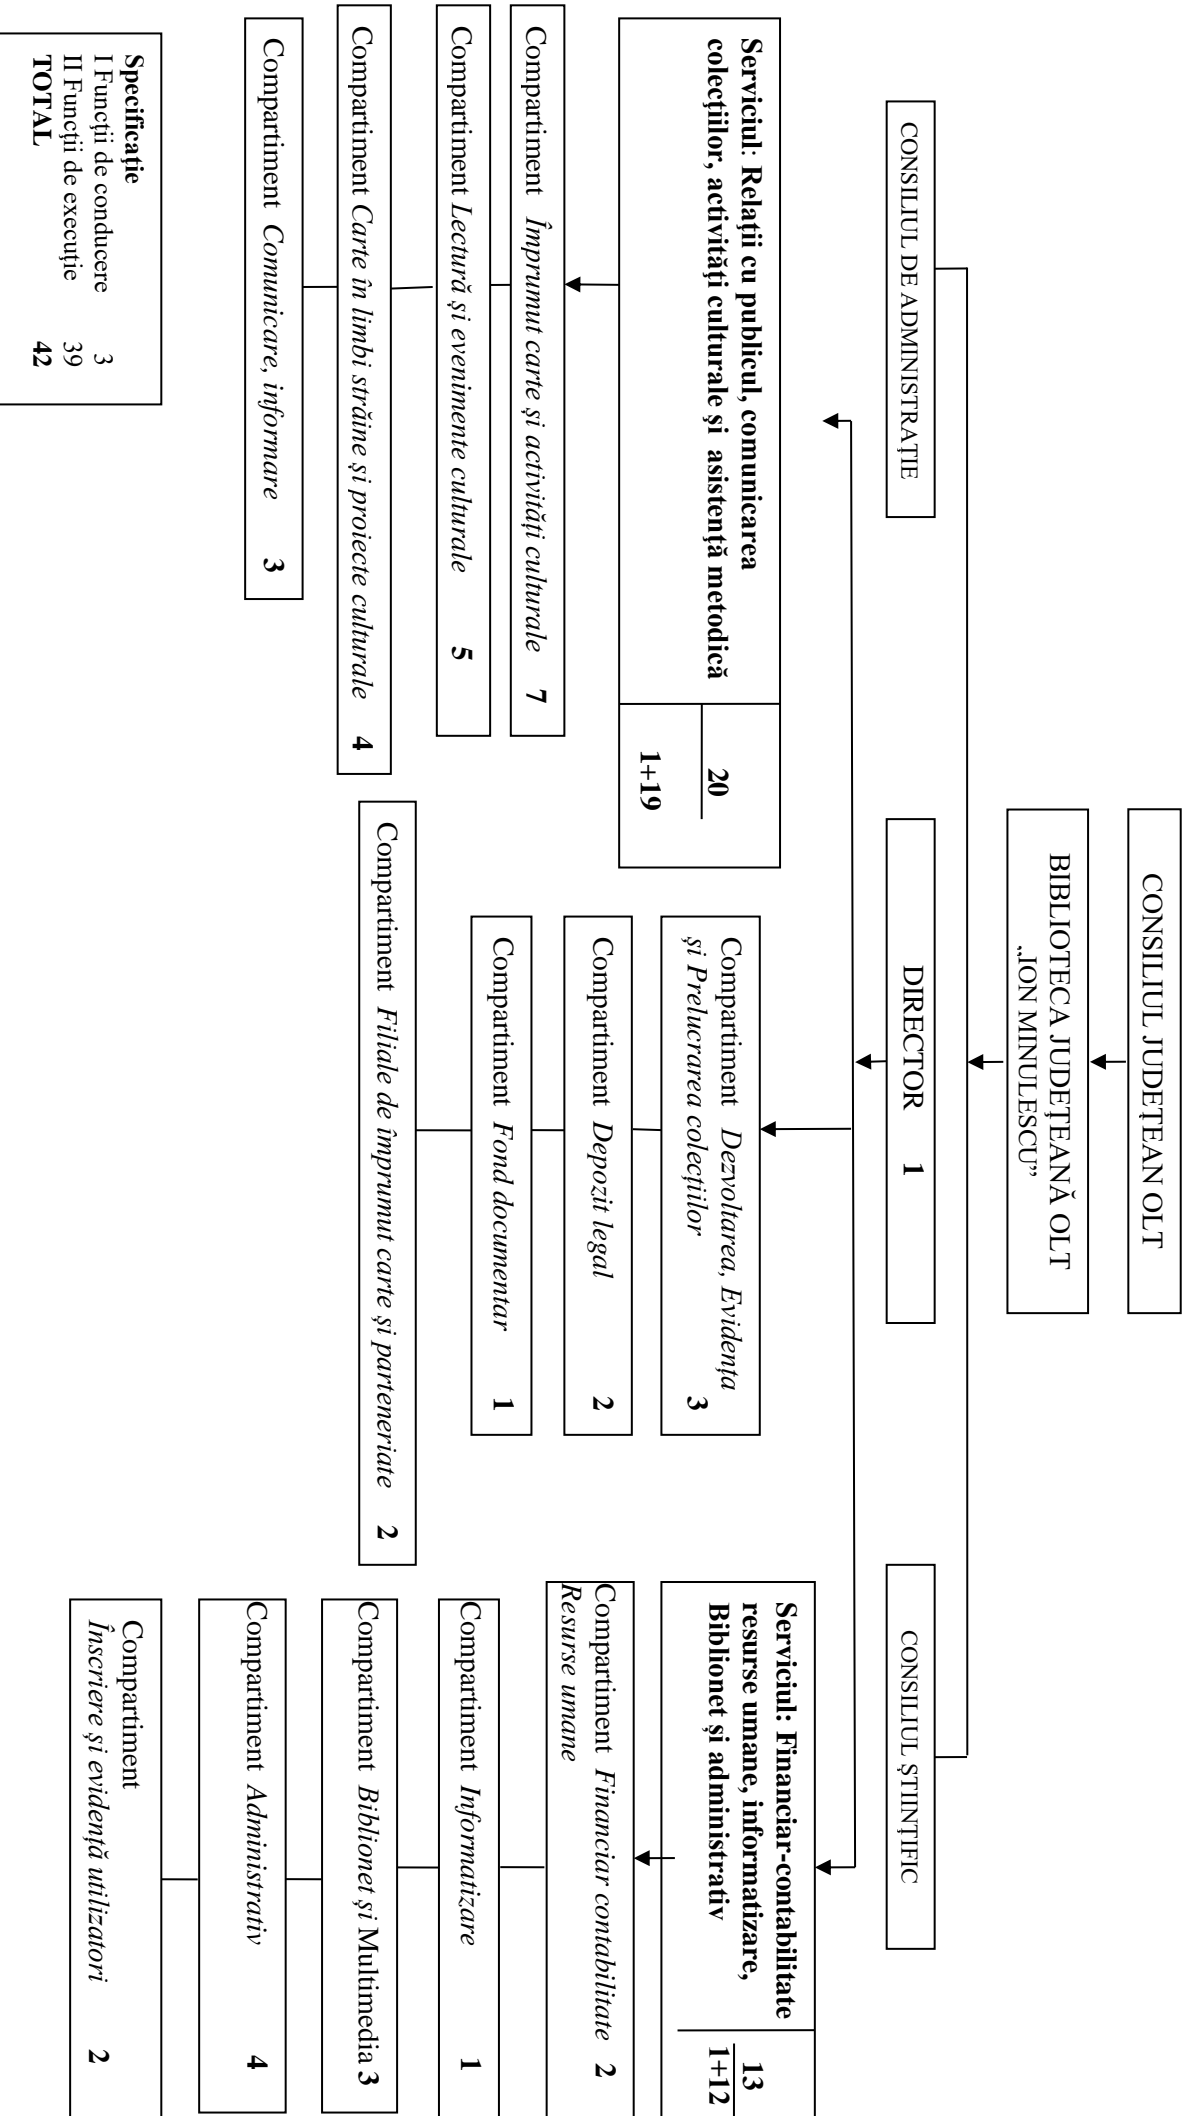 CONSILIUL JUDEȚEAN OLT
BIBLIOTECA JUDEȚEANĂ OLT
„ION MINULESCU”
CONSILIUL DE ADMINISTRAȚIE
DIRECTOR 1
CONSILIUL ȘTIINȚIFIC
Serviciul: Relații cu publicul, comunicarea
colecțiilor, activități culturale și asistență metodică
20
1+19
Compartiment Împrumut carte și activități culturale 7
Compartiment Lectură și evenimente culturale 5
Compartiment Carte în limbi străine și proiecte culturale 4
Compartiment Comunicare, informare 3
Compartiment Dezvoltarea, Evidența
și Prelucrarea colecțiilor 3
Compartiment Depozit legal 2
Compartiment Fond documentar 1
Compartiment Filiale de împrumut carte și parteneriate 2
Serviciul: Financiar-contabilitate
resurse umane, informatizare,
Biblionet și administrativ
13
1+12
Compartiment Financiar contabilitate 2
Resurse umane
Compartiment Informatizare 1
Compartiment Biblionet și Multimedia 3
Compartiment Administrativ 4
Compartiment
Înscriere și evidență utilizatori 2
Specificație
I Funcții de conducere 3
II Funcții de execuție 39
TOTAL 42